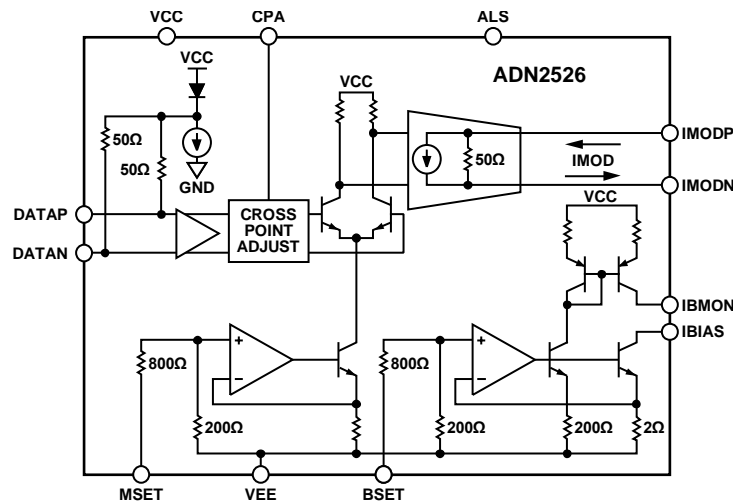 VCC CPA ALS
VCC
VCC
ADN2526
50Ω
50Ω
GND
50Ω
IMOD
IMODP
IMODN
DATAP
DATAN
CROSS
POINT
ADJUST
VCC
IBMON
IBIAS
800Ω
+
–
200Ω
800Ω
+
–
200Ω
200Ω
2Ω
MSET VEE BSET